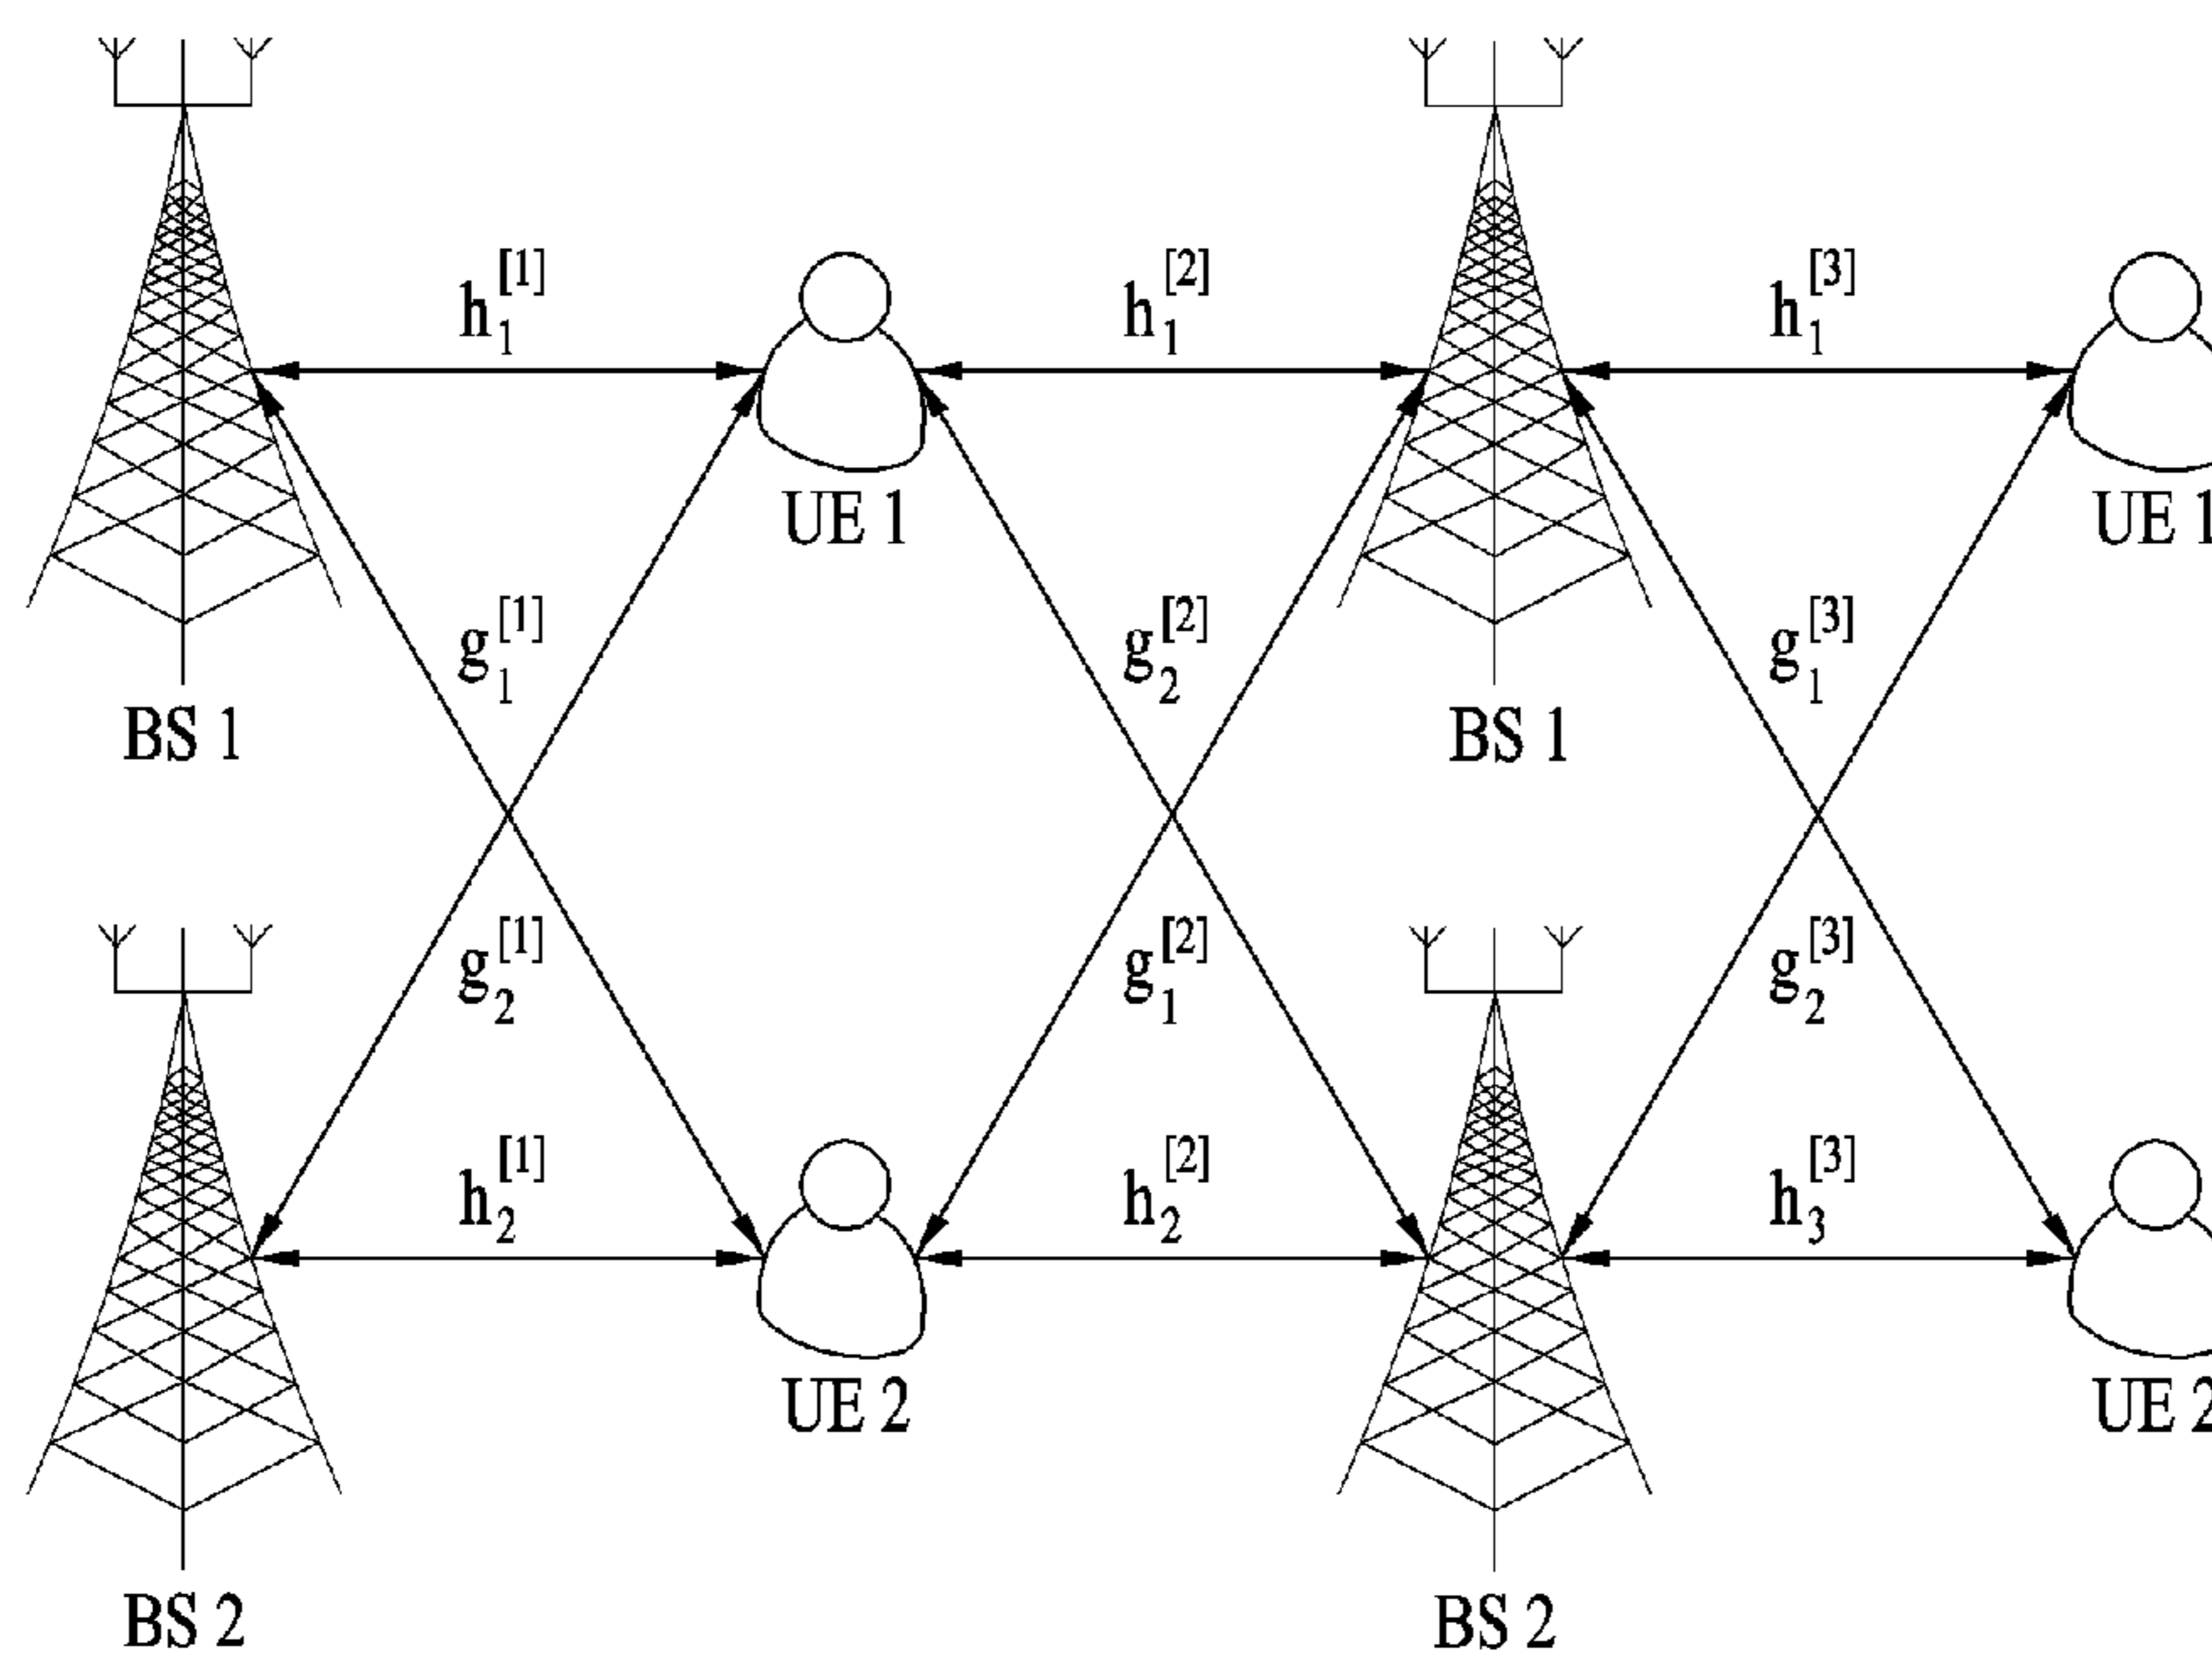 h₁^[1] h₁^[2] h₁^[3]
UE 1 UE 1
g₁^[1] g₂^[2] g₁^[3]
BS 1 BS 1
g₂^[1] g₁^[2] g₂^[3]
h₂^[1] h₂^[2] h₃^[3]
UE 2 UE 2
BS 2 BS 2